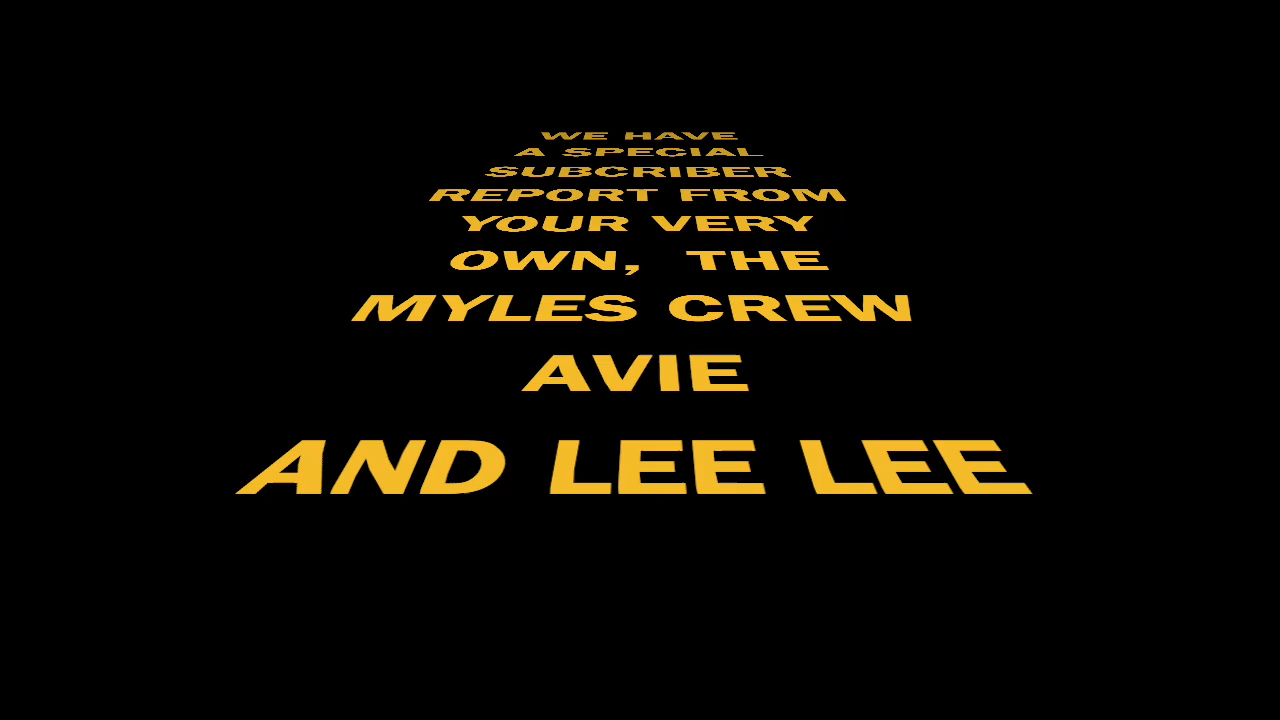 WE HAVE
A SPECIAL
SUBCRIBER
REPORT FROM
YOUR VERY
OWN, THE
MYLES CREW
AVIE
AND LEE LEE